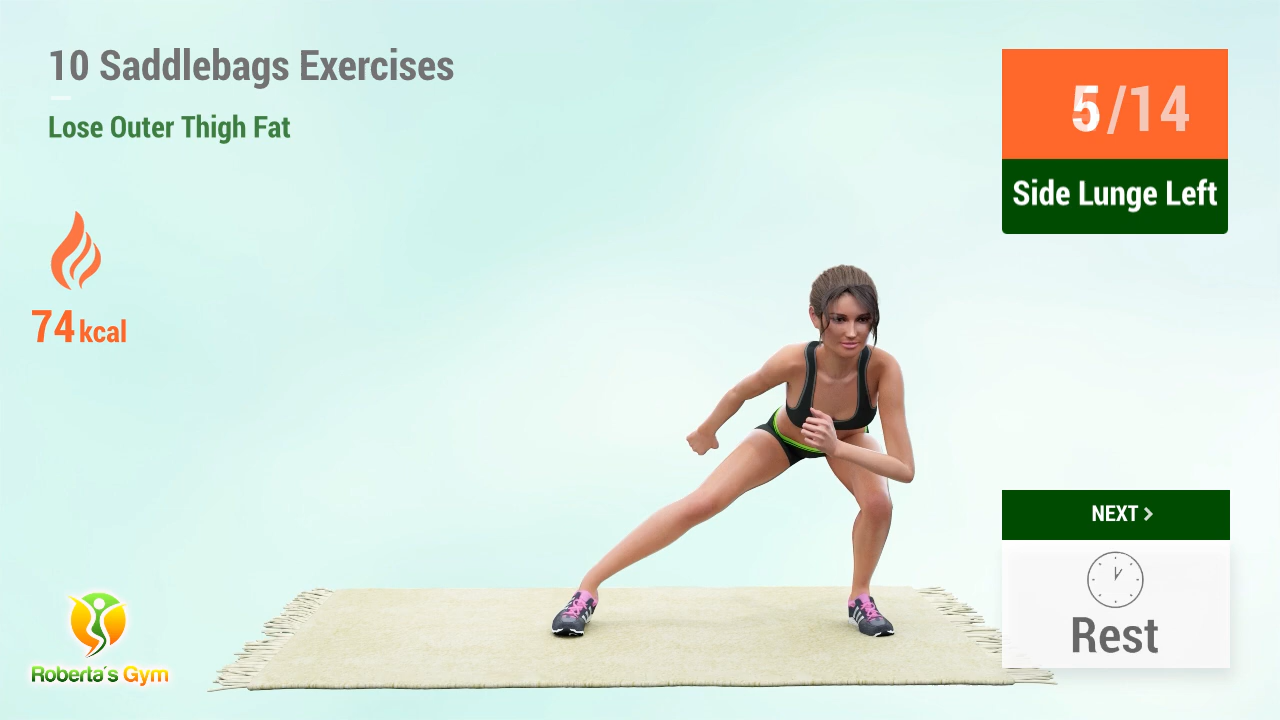 10 Saddlebags Exercises
Lose Outer Thigh Fat
5/14
Side Lunge Left
74 kcal
NEXT >
Rest
Roberta´s Gym